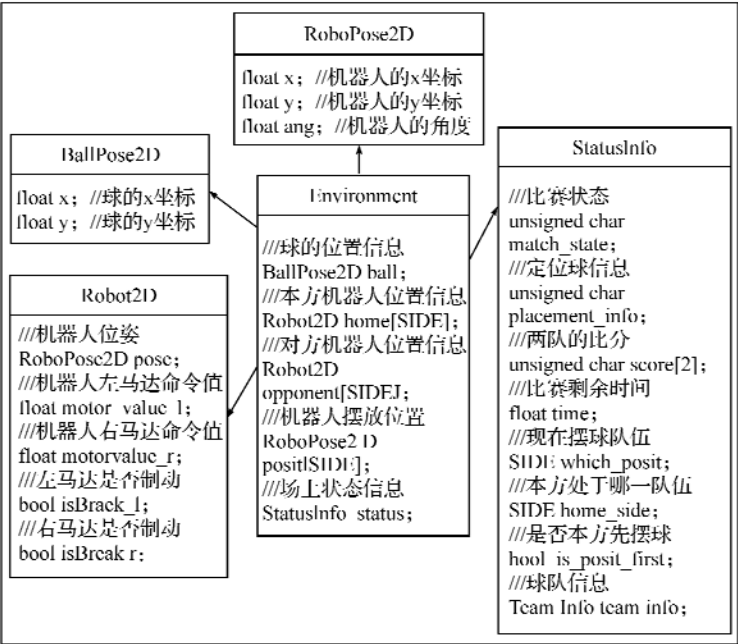 RoboPose2D
float x；//机器人的x坐标
float y；//机器人的y坐标
float ang；//机器人的角度
BallPose2D
float x；//球的x坐标
float y；//球的y坐标
Robot2D
///机器人位姿
RoboPose2D pose；
///机器人左马达命令值
float motor_value_l；
///机器人右马达命令值
float motorvalue_r；
///左马达是否制动
bool isBrack_l；
///右马达是否制动
bool isBreak r；
Environment
///球的位置信息
BallPose2D ball；
///本方机器人位置信息
Robot2D home[SIDE]；
///对方机器人位置信息
Robot2D
opponent[SIDEJ；
///机器人摆放位置
RoboPose2 D
posit[SIDE]；
///场上状态信息
StatusInfo status；
StatusInfo
///比赛状态
unsigned char
match_state；
///定位球信息
unsigned char
placement_info；
///两队的比分
unsigned char score[2]；
///比赛剩余时间
float time；
///现在摆球队伍
SIDE which_posit；
///本方处于哪一队伍
SIDE home_side；
///是否本方先摆球
bool is_posit_first；
///球队信息
Team Info team info；